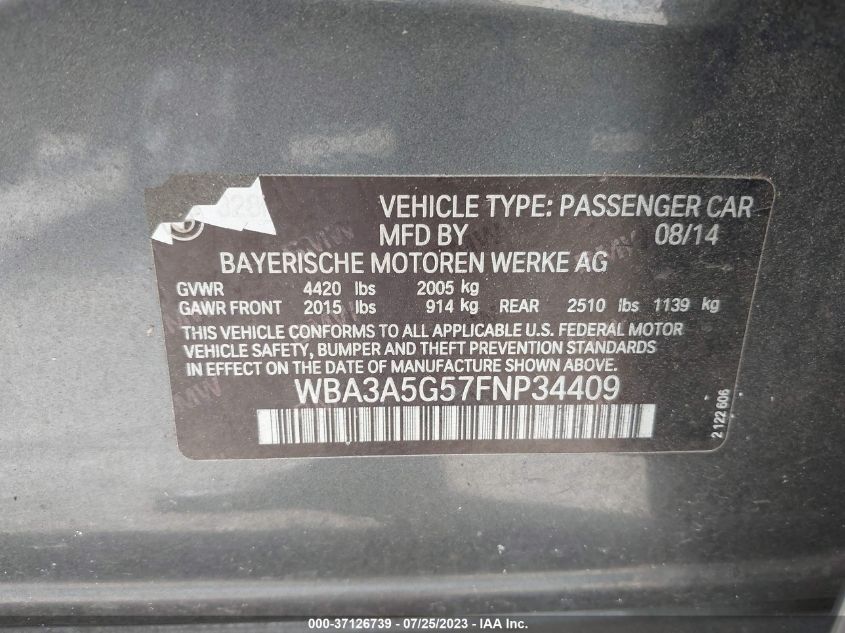 VEHICLE TYPE: PASSENGER CAR
MFD BY 08/14
BAYERISCHE MOTOREN WERKE AG
GVWR 4420 lbs 2005 kg
GAWR FRONT 2015 lbs 914 kg REAR 2510 lbs 1139 kg
THIS VEHICLE CONFORMS TO ALL APPLICABLE U.S. FEDERAL MOTOR
VEHICLE SAFETY, BUMPER AND THEFT PREVENTION STANDARDS
IN EFFECT ON THE DATE OF MANUFACTURE SHOWN ABOVE.
WBA3A5G57FNP34409
2 122 606
000-37126739 / 07/25/2023 - Copyright © 2023 IAA, LLC.